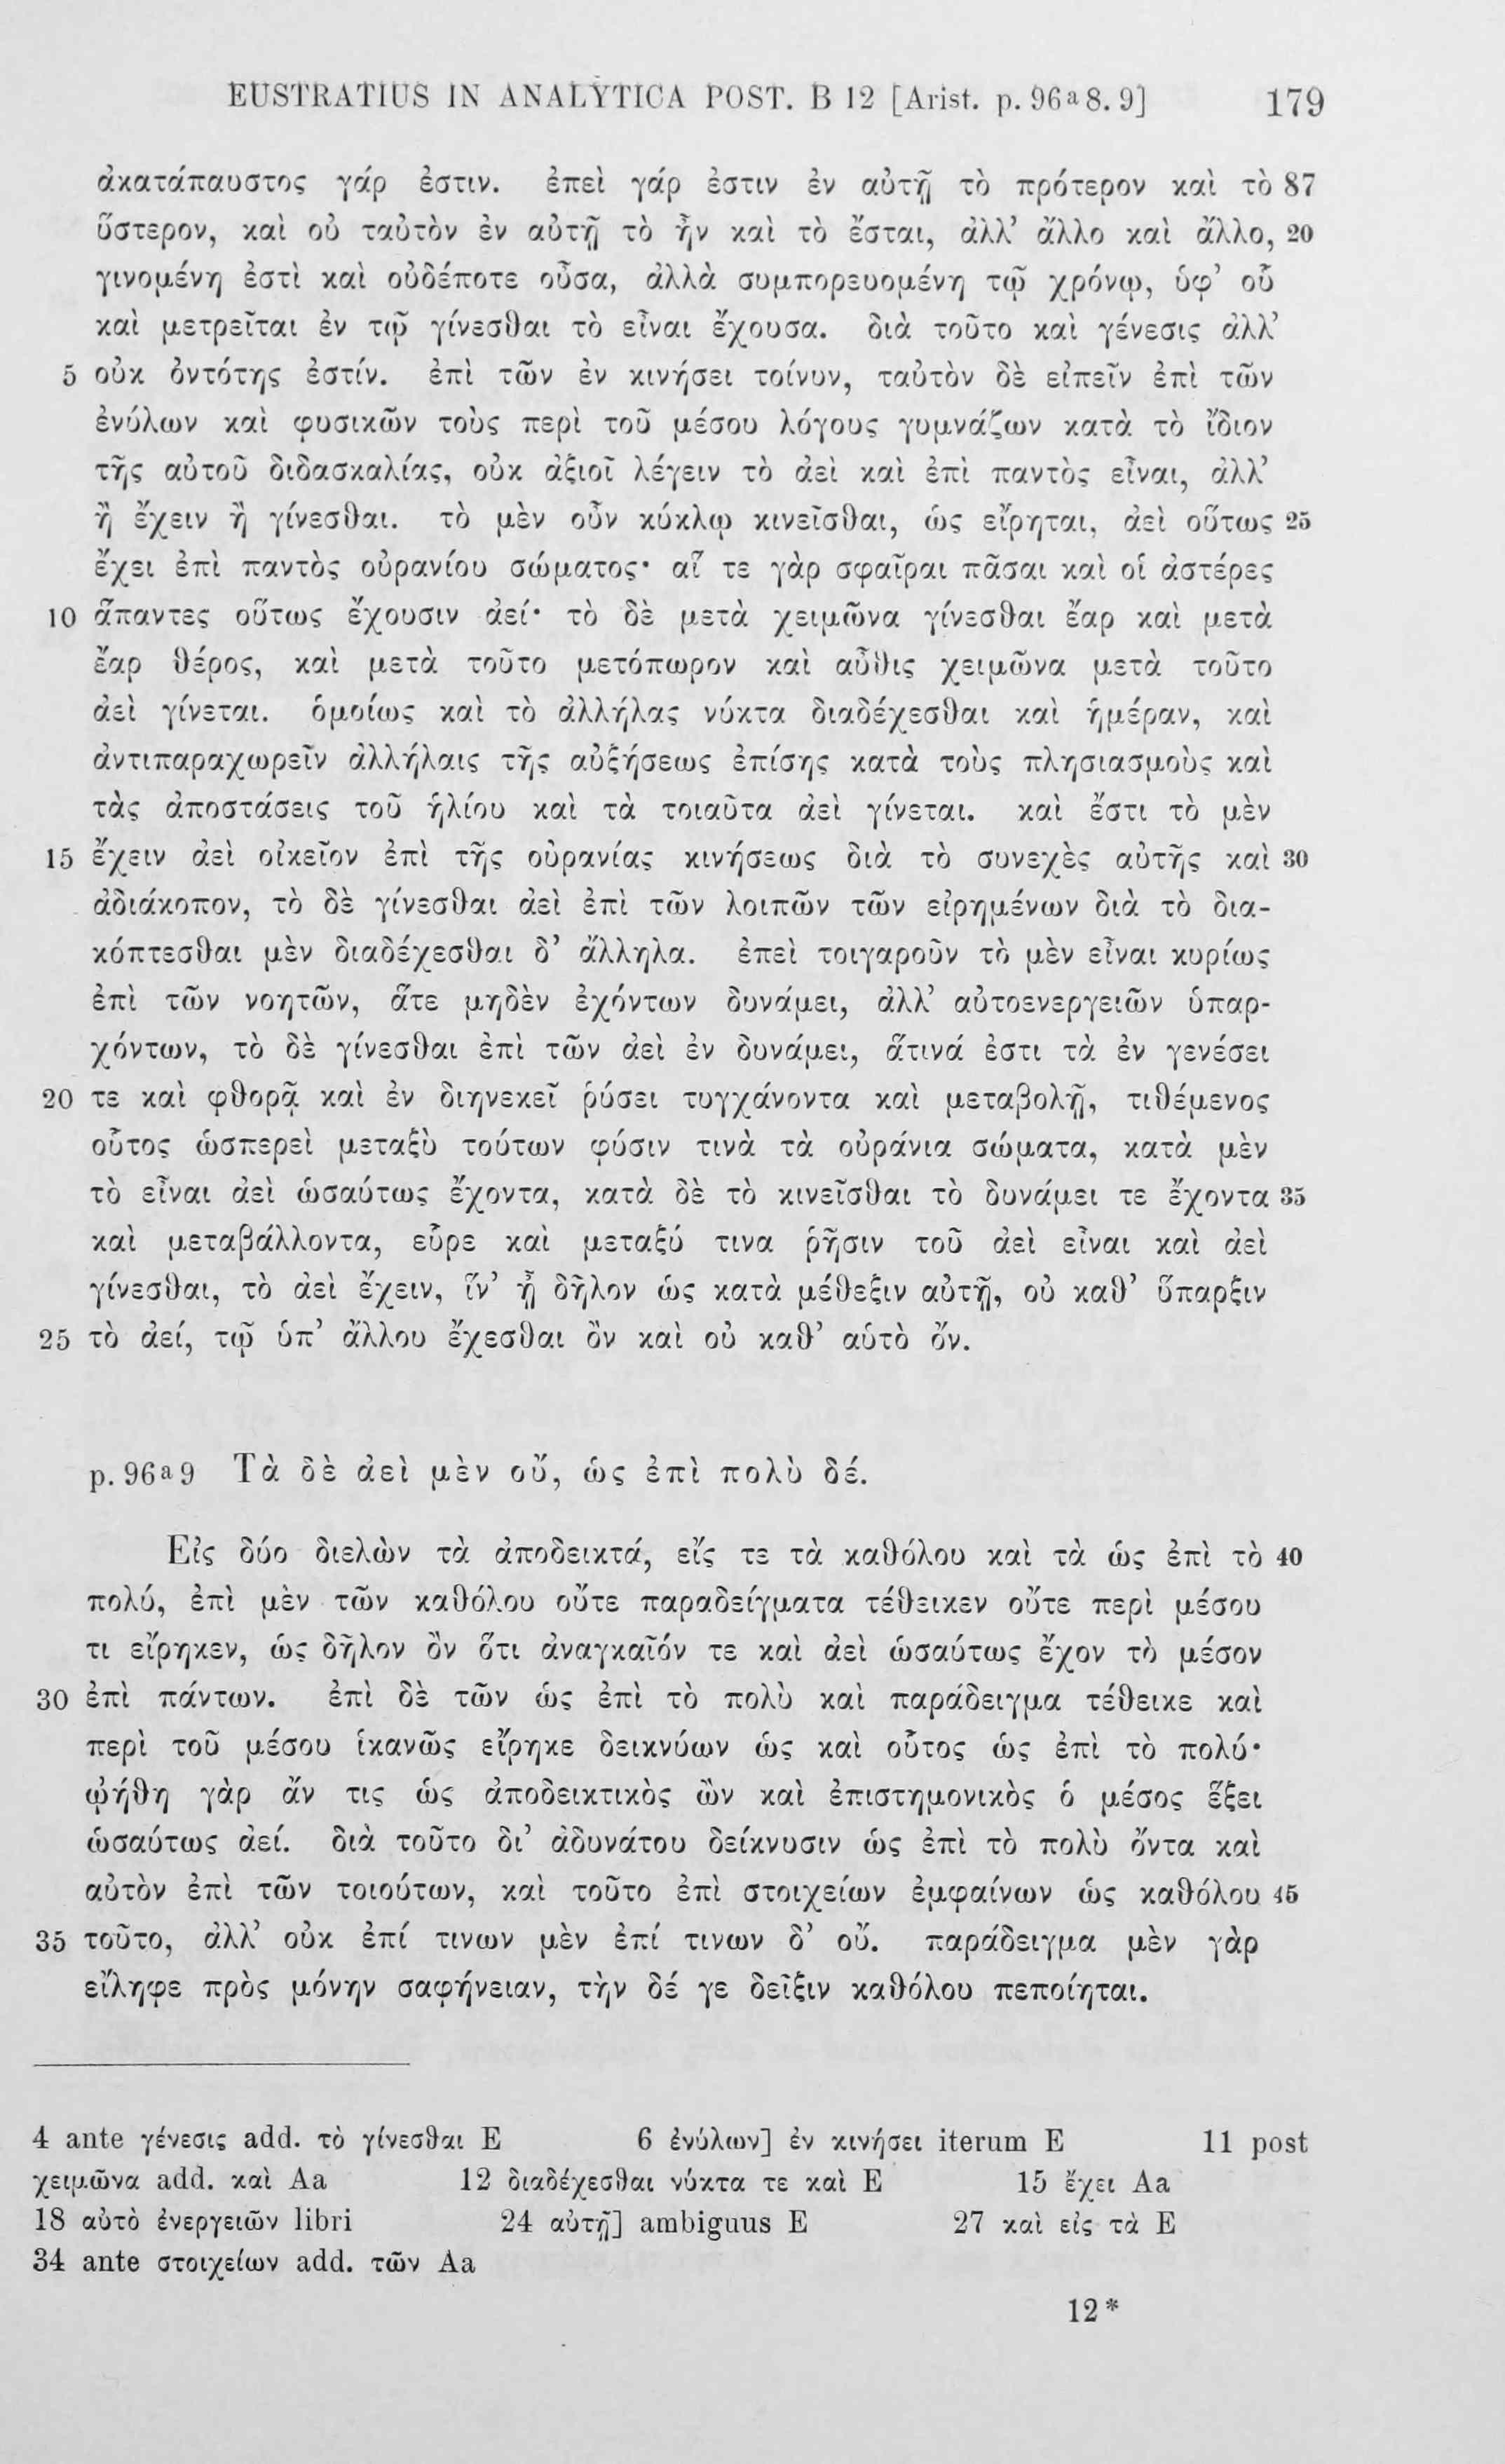 EUSTRATIUS IN ANALYTICA POST. B 12 [Arist. p. 96ᵃ8. 9] 179
ἀκατάπαυστος γάρ ἐστιν. ἐπεὶ γάρ ἐστιν ἐν αὐτῇ τὸ πρότερον καὶ τὸ 87
ὕστερον, καὶ οὐ ταὐτὸν ἐν αὐτῇ τὸ ἦν καὶ τὸ ἔσται, ἀλλ’ ἄλλο καὶ ἄλλο, 20
γινομένη ἐστὶ καὶ οὐδέποτε οὖσα, ἀλλὰ συμπορευομένη τῷ χρόνῳ, ὑφ’ οὗ
καὶ μετρεῖται ἐν τῷ γίνεσθαι τὸ εἶναι ἔχουσα. διὰ τοῦτο καὶ γένεσις ἀλλ’
5 οὐκ ὀντότης ἐστίν. ἐπὶ τῶν ἐν κινήσει τοίνυν, ταὐτὸν δὲ εἰπεῖν ἐπὶ τῶν
ἐνύλων καὶ φυσικῶν τοὺς περὶ τοῦ μέσου λόγους γυμνάζων κατὰ τὸ ἴδιον
τῆς αὐτοῦ διδασκαλίας, οὐκ ἀξιοῖ λέγειν τὸ ἀεὶ καὶ ἐπὶ παντὸς εἶναι, ἀλλ’
ἢ ἔχειν ἢ γίνεσθαι. τὸ μὲν οὖν κύκλῳ κινεῖσθαι, ὡς εἴρηται, ἀεὶ οὕτως 25
ἔχει ἐπὶ παντὸς οὐρανίου σώματος· αἵ τε γὰρ σφαῖραι πᾶσαι καὶ οἱ ἀστέρες
10 ἅπαντες οὕτως ἔχουσιν ἀεί· τὸ δὲ μετὰ χειμῶνα γίνεσθαι ἔαρ καὶ μετὰ
ἔαρ θέρος, καὶ μετὰ τοῦτο μετόπωρον καὶ αὖθις χειμῶνα μετὰ τοῦτο
ἀεὶ γίνεται. ὁμοίως καὶ τὸ ἀλλήλας νύκτα διαδέχεσθαι καὶ ἡμέραν, καὶ
ἀντιπαραχωρεῖν ἀλλήλαις τῆς αὐξήσεως ἐπίσης κατὰ τοὺς πλησιασμοὺς καὶ
τὰς ἀποστάσεις τοῦ ἡλίου καὶ τὰ τοιαῦτα ἀεὶ γίνεται. καὶ ἔστι τὸ μὲν
15 ἔχειν ἀεὶ οἰκεῖον ἐπὶ τῆς οὐρανίας κινήσεως διὰ τὸ συνεχὲς αὐτῆς καὶ 30
ἀδιάκοπον, τὸ δὲ γίνεσθαι ἀεὶ ἐπὶ τῶν λοιπῶν τῶν εἰρημένων διὰ τὸ δια-
κόπτεσθαι μὲν διαδέχεσθαι δ’ ἄλληλα. ἐπεὶ τοιγαροῦν τὸ μὲν εἶναι κυρίως
ἐπὶ τῶν νοητῶν, ἅτε μηδὲν ἐχόντων δυνάμει, ἀλλ’ αὐτοενεργειῶν ὑπαρ-
χόντων, τὸ δὲ γίνεσθαι ἐπὶ τῶν ἀεὶ ἐν δυνάμει, ἅτινά ἐστι τὰ ἐν γενέσει
20 τε καὶ φθορᾷ καὶ ἐν διηνεκεῖ ῥύσει τυγχάνοντα καὶ μεταβολῇ, τιθέμενος
οὗτος ὡσπερεὶ μεταξὺ τούτων φύσιν τινὰ τὰ οὐράνια σώματα, κατὰ μὲν
τὸ εἶναι ἀεὶ ὡσαύτως ἔχοντα, κατὰ δὲ τὸ κινεῖσθαι τὸ δυνάμει τε ἔχοντα 35
καὶ μεταβάλλοντα, εὗρε καὶ μεταξύ τινα ῥῆσιν τοῦ ἀεὶ εἶναι καὶ ἀεὶ
γίνεσθαι, τὸ ἀεὶ ἔχειν, ἵν’ ᾖ δῆλον ὡς κατὰ μέθεξιν αὐτῇ, οὐ καθ’ ὕπαρξιν
25 τὸ ἀεί, τῷ ὑπ’ ἄλλου ἔχεσθαι ὂν καὶ οὐ καθ’ αὑτὸ ὄν.
p. 96ᵃ9 Τὰ δὲ ἀεὶ μὲν οὔ, ὡς ἐπὶ πολὺ δέ.
Εἰς δύο διελὼν τὰ ἀποδεικτά, εἴς τε τὰ καθόλου καὶ τὰ ὡς ἐπὶ τὸ 40
πολύ, ἐπὶ μὲν τῶν καθόλου οὔτε παραδείγματα τέθεικεν οὔτε περὶ μέσου
τι εἴρηκεν, ὡς δῆλον ὂν ὅτι ἀναγκαῖόν τε καὶ ἀεὶ ὡσαύτως ἔχον τὸ μέσον
30 ἐπὶ πάντων. ἐπὶ δὲ τῶν ὡς ἐπὶ τὸ πολὺ καὶ παράδειγμα τέθεικε καὶ
περὶ τοῦ μέσου ἱκανῶς εἴρηκε δεικνύων ὡς καὶ οὗτος ὡς ἐπὶ τὸ πολύ·
ᾠήθη γὰρ ἄν τις ὡς ἀποδεικτικὸς ὢν καὶ ἐπιστημονικὸς ὁ μέσος ἕξει
ὡσαύτως ἀεί. διὰ τοῦτο δι’ ἀδυνάτου δείκνυσιν ὡς ἐπὶ τὸ πολὺ ὄντα καὶ
αὐτὸν ἐπὶ τῶν τοιούτων, καὶ τοῦτο ἐπὶ στοιχείων ἐμφαίνων ὡς καθόλου 45
35 τοῦτο, ἀλλ’ οὐκ ἐπί τινων μὲν ἐπί τινων δ’ οὔ. παράδειγμα μὲν γὰρ
εἴληφε πρὸς μόνην σαφήνειαν, τὴν δέ γε δεῖξιν καθόλου πεποίηται.
4 ante γένεσις add. τὸ γίνεσθαι E 6 ἐνύλων] ἐν κινήσει iterum E 11 post
χειμῶνα add. καὶ Aa 12 διαδέχεσθαι νύκτα τε καὶ E 15 ἔχει Aa
18 αὐτὸ ἐνεργειῶν libri 24 αὐτῇ] ambiguus E 27 καὶ εἰς τὰ E
34 ante στοιχείων add. τῶν Aa
12*